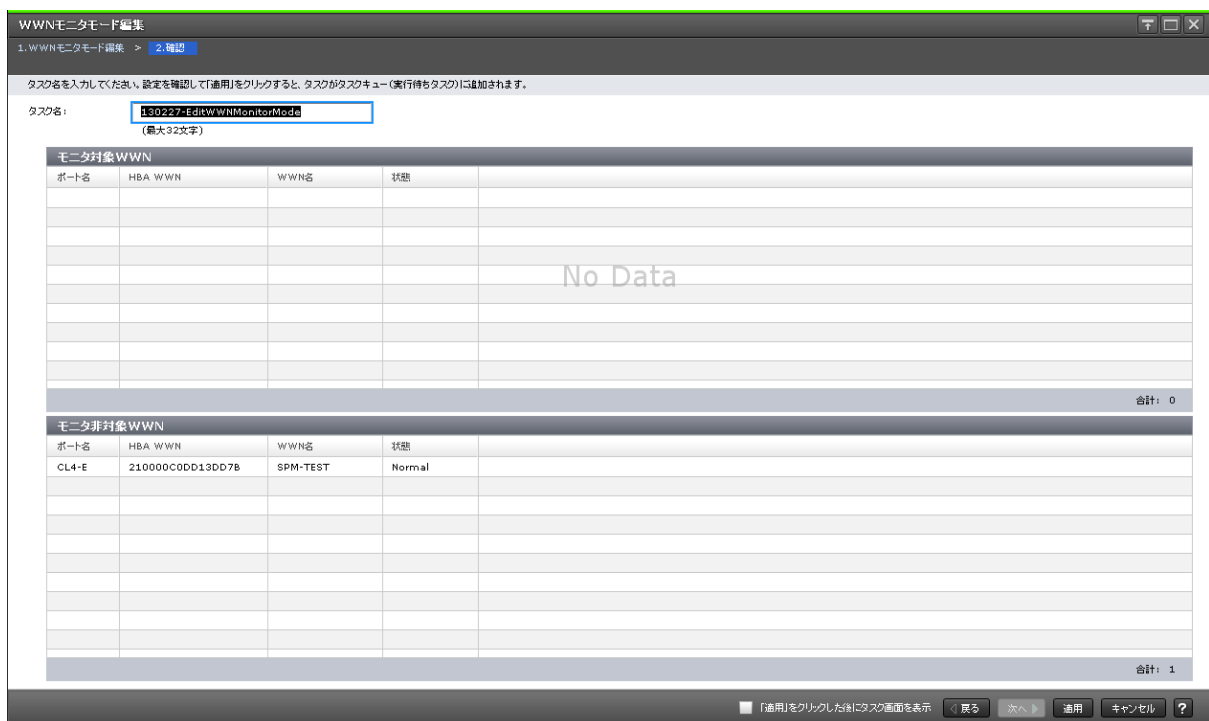 WWNモニタモード編集
1.WWNモニタモード編集 > 2.確認
タスク名を入力してください。設定を確認して「適用」をクリックすると、タスクがタスクキュー(実行待ちタスク)に追加されます。
タスク名: 130227-EditWWNMonitorMode
(最大32文字)
モニタ対象WWN
ポート名 HBA WWN WWN名 状態
No Data
合計: 0
モニタ非対象WWN
ポート名 HBA WWN WWN名 状態
CL4-E 210000C0DD13DD7B SPM-TEST Normal
合計: 1
「適用」をクリックした後にタスク画面を表示 戻る 次へ 適用 キャンセル ?